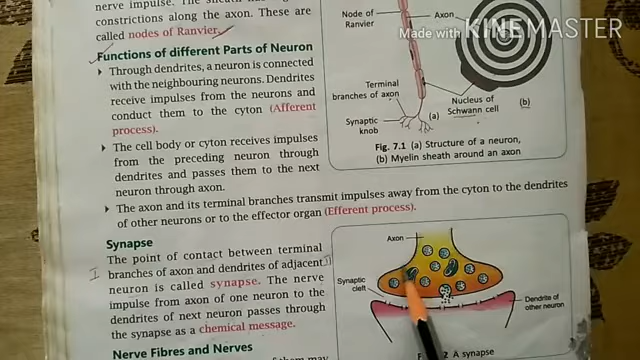 nerve impulse. The sheath has
constrictions along the axon. These are
called nodes of Ranvier.
Functions of different Parts of Neuron
Through dendrites, a neuron is connected
with the neighbouring neurons. Dendrites
receive impulses from the neurons and
conduct them to the cyton (Afferent
process).
The cell body or cyton receives impulses
from the preceding neuron through
dendrites and passes them to the next
neuron through axon.
The axon and its terminal branches transmit impulses away from the cyton to the dendrites
of other neurons or to the effector organ (Efferent process).
Synapse
The point of contact between terminal
branches of axon and dendrites of adjacent
neuron is called synapse. The nerve
impulse from axon of one neuron to the
dendrites of next neuron passes through
the synapse as a chemical message.
Nerve Fibres and Nerves
Node of
Ranvier
Axon
Made with KINEMASTER
Terminal
branches of axon
Synaptic
knob
(a)
Nucleus of
Schwann cell
(b)
Fig. 7.1 (a) Structure of a neuron,
(b) Myelin sheath around an axon
Axon
Synaptic
cleft
Dendrite of
other neuron
2 A synapse